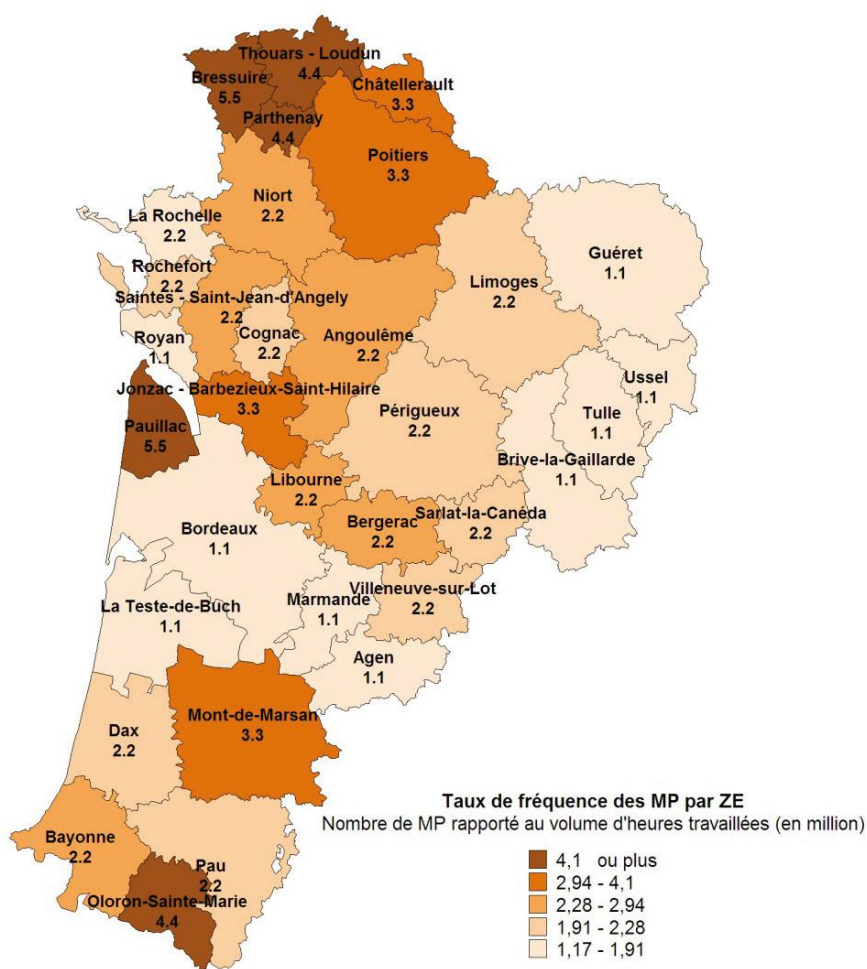 Thouars - Loudun
4.4
Bressuire
5.5
Châtellerault
3.3
Parthenay
4.4
Poitiers
3.3
Niort
2.2
La Rochelle
2.2
Guéret
1.1
Rochefort
2.2
Limoges
2.2
Saintes - Saint-Jean-d'Angely
2.2
Cognac
2.2
Angoulême
2.2
Royan
1.1
Ussel
1.1
Jonzac - Barbezieux-Saint-Hilaire
3.3
Périgueux
2.2
Tulle
1.1
Pauillac
5.5
Brive-la-Gaillarde
1.1
Libourne
2.2
Sarlat-la-Canéda
2.2
Bordeaux
1.1
Bergerac
2.2
Villeneuve-sur-Lot
2.2
La Teste-de-Buch
1.1
Marmande
1.1
Agen
1.1
Mont-de-Marsan
3.3
Dax
2.2
Bayonne
2.2
Pau
2.2
Oloron-Sainte-Marie
4.4
Taux de fréquence des MP par ZE
Nombre de MP rapporté au volume d'heures travaillées (en million)
4,1 ou plus
2,94 - 4,1
2,28 - 2,94
1,91 - 2,28
1,17 - 1,91